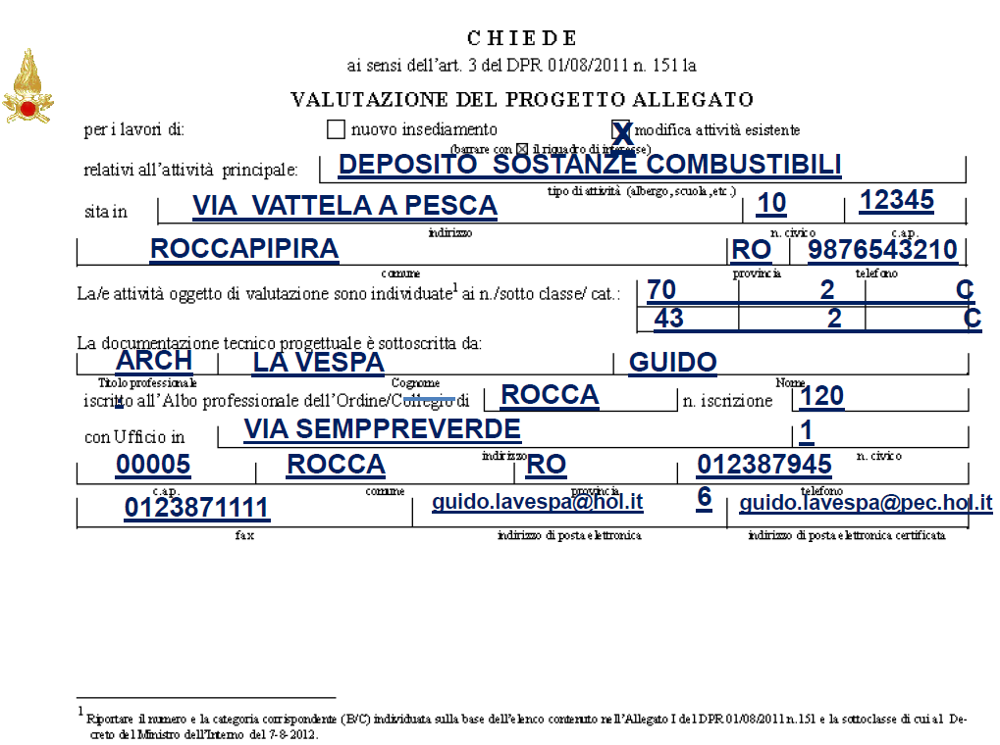 C H I E D E
ai sensi dell'art. 3 del DPR 01/08/2011 n. 151 la
VALUTAZIONE DEL PROGETTO ALLEGATO
per i lavori di: nuovo insediamento X modifica attività esistente
(barrare con ☒ il riquadro di interesse)
relativi all'attività principale: DEPOSITO SOSTANZE COMBUSTIBILI
tipo di attività (albergo, scuola, etc.)
sita in VIA VATTELA A PESCA 10 12345
indirizzo n. civico c.a.p.
ROCCAPIPIRA RO 9876543210
comune provincia telefono
La/e attività oggetto di valutazione sono individuate1 ai n./sotto classe/ cat.: 70 2 C
43 2 C
La documentazione tecnico progettuale è sottoscritta da:
ARCH LA VESPA GUIDO
Titolo professionale Cognome Nome
iscritto all'Albo professionale dell'Ordine/Collegio di ROCCA n. iscrizione 120
con Ufficio in VIA SEMPPREVERDE 1
indirizzo n. civico
00005 ROCCA RO 012387945
c.a.p. comune provincia telefono
0123871111 guido.lavespa@hol.it 6 guido.lavespa@pec.hol.it
fax indirizzo di posta elettronica indirizzo di posta elettronica certificata
1 Riportare il numero e la categoria corrispondente (B/C) individuata sulla base dell'elenco contenuto nell'Allegato I del DPR 01/08/2011 n.151 e la sottoclasse di cui al De-
creto del Ministro dell'Interno del 7-8-2012.